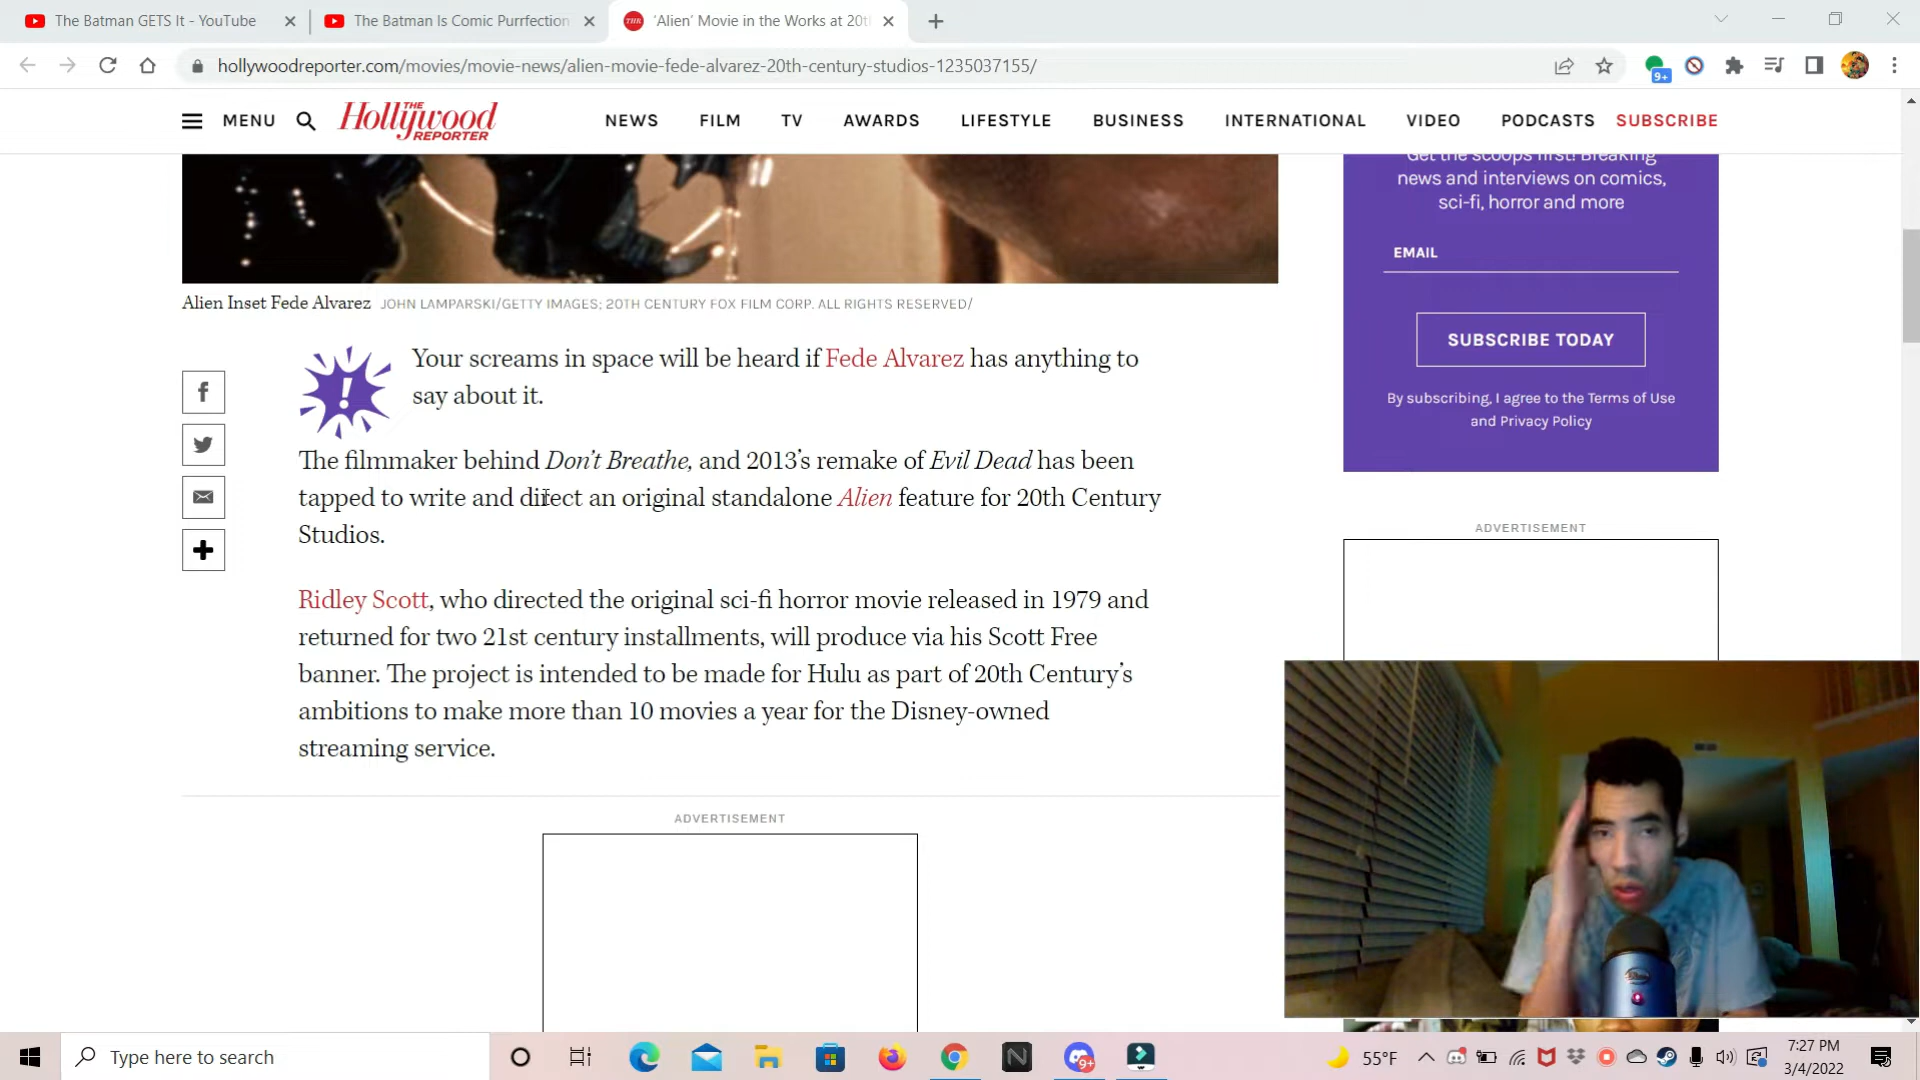 The Batman GETS It - YouTube
The Batman Is Comic Purrfection
'Alien' Movie in the Works at 20t
hollywoodreporter.com/movies/movie-news/alien-movie-fede-alvarez-20th-century-studios-1235037155/
9+
MENU
THE Hollywood REPORTER
NEWS FILM TV AWARDS LIFESTYLE BUSINESS INTERNATIONAL VIDEO PODCASTS SUBSCRIBE
Get the scoops first! Breaking
news and interviews on comics,
sci-fi, horror and more
EMAIL
SUBSCRIBE TODAY
By subscribing, I agree to the Terms of Use
and Privacy Policy
Alien Inset Fede Alvarez JOHN LAMPARSKI/GETTY IMAGES; 20TH CENTURY FOX FILM CORP. ALL RIGHTS RESERVED/
Your screams in space will be heard if Fede Alvarez has anything to
say about it.
The filmmaker behind Don't Breathe, and 2013's remake of Evil Dead has been
tapped to write and direct an original standalone Alien feature for 20th Century
Studios.
Ridley Scott, who directed the original sci-fi horror movie released in 1979 and
returned for two 21st century installments, will produce via his Scott Free
banner. The project is intended to be made for Hulu as part of 20th Century's
ambitions to make more than 10 movies a year for the Disney-owned
streaming service.
ADVERTISEMENT
ADVERTISEMENT
Type here to search
9+
55°F
7:27 PM
3/4/2022